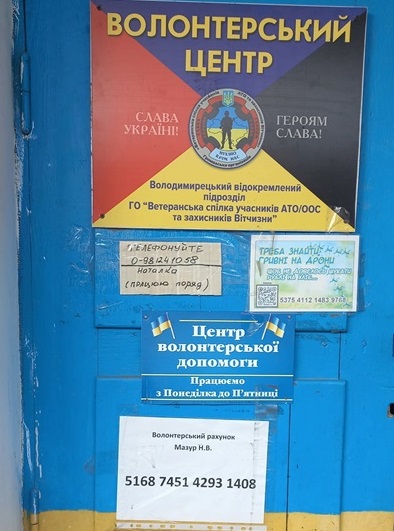 ВОЛОНТЕРСЬКИЙ
ЦЕНТР
СЛАВА
УКРАЇНІ!
ГЕРОЯМ
СЛАВА!
Володимирецький відокремлений
підрозділ
ГО "Ветеранська спілка учасників АТО/ООС
та захисників Вітчизни"
ТЕЛЕФОНУЙТЕ
0-981241058
Наталка
(працюю поряд)
ТРЕБА ЗНАЙТИ
ГРИВНІ НА ДРОНИ
5375 4112 1483 9768
Центр
волонтерської
допомоги
Працюємо
з Понеділка до П'ятниці
Волонтерський рахунок
Мазур Н.В.
5168 7451 4293 1408